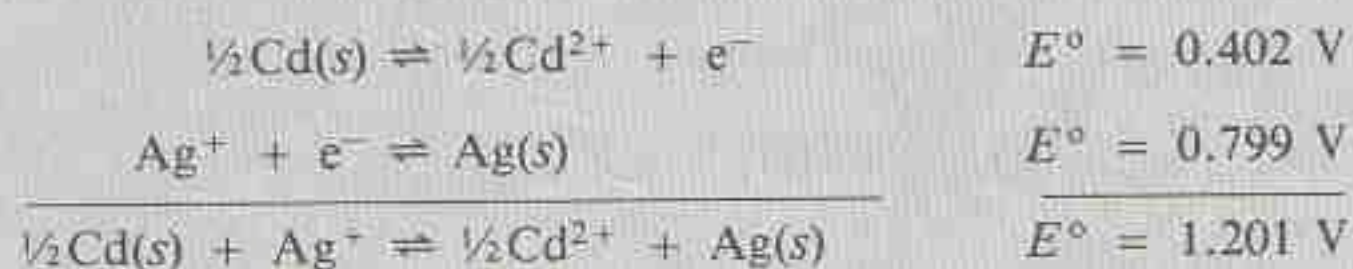 ½Cd(s) ⇌ ½Cd²⁺ + e⁻ E° = 0.402 V
Ag⁺ + e⁻ ⇌ Ag(s) E° = 0.799 V
½Cd(s) + Ag⁺ ⇌ ½Cd²⁺ + Ag(s) E° = 1.201 V